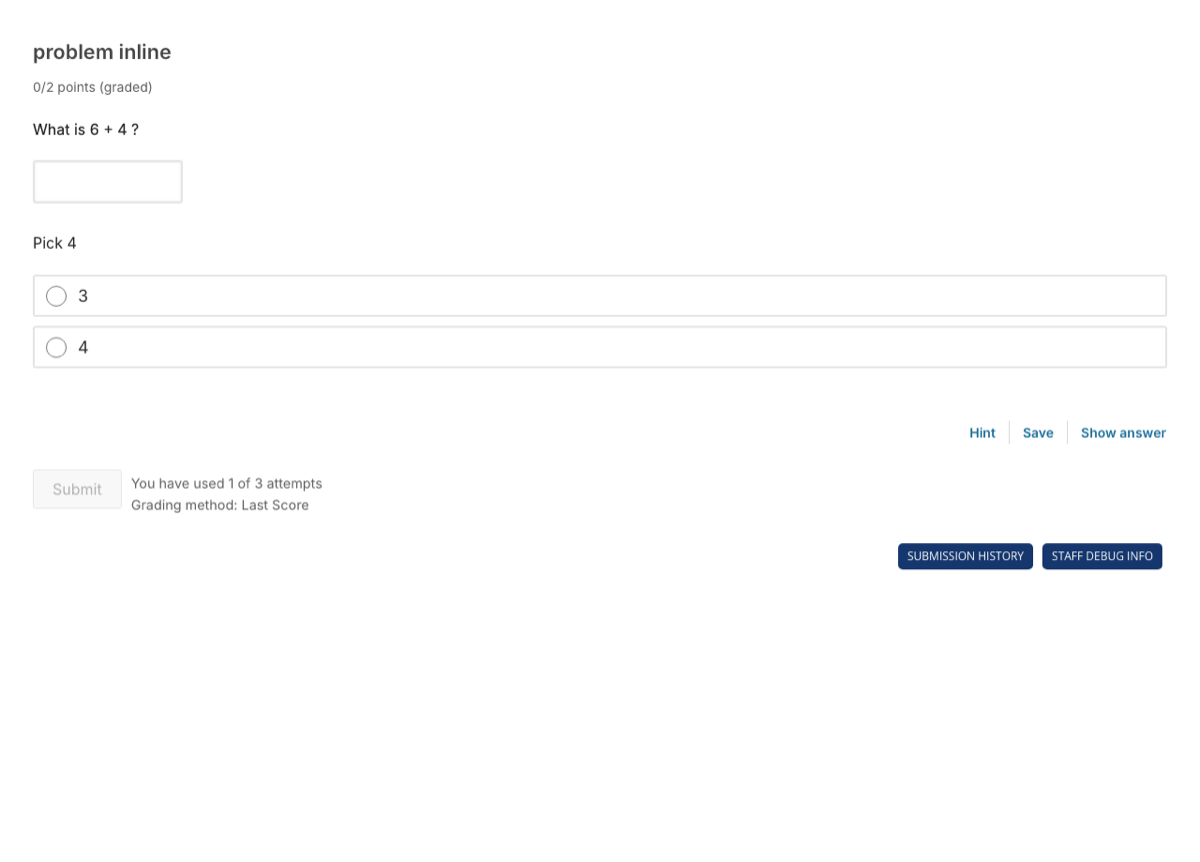 problem inline
0/2 points (graded)
What is 6 + 4 ?
Pick 4
3
4
Hint Save Show answer
Submit
You have used 1 of 3 attempts
Grading method: Last Score
SUBMISSION HISTORY STAFF DEBUG INFO